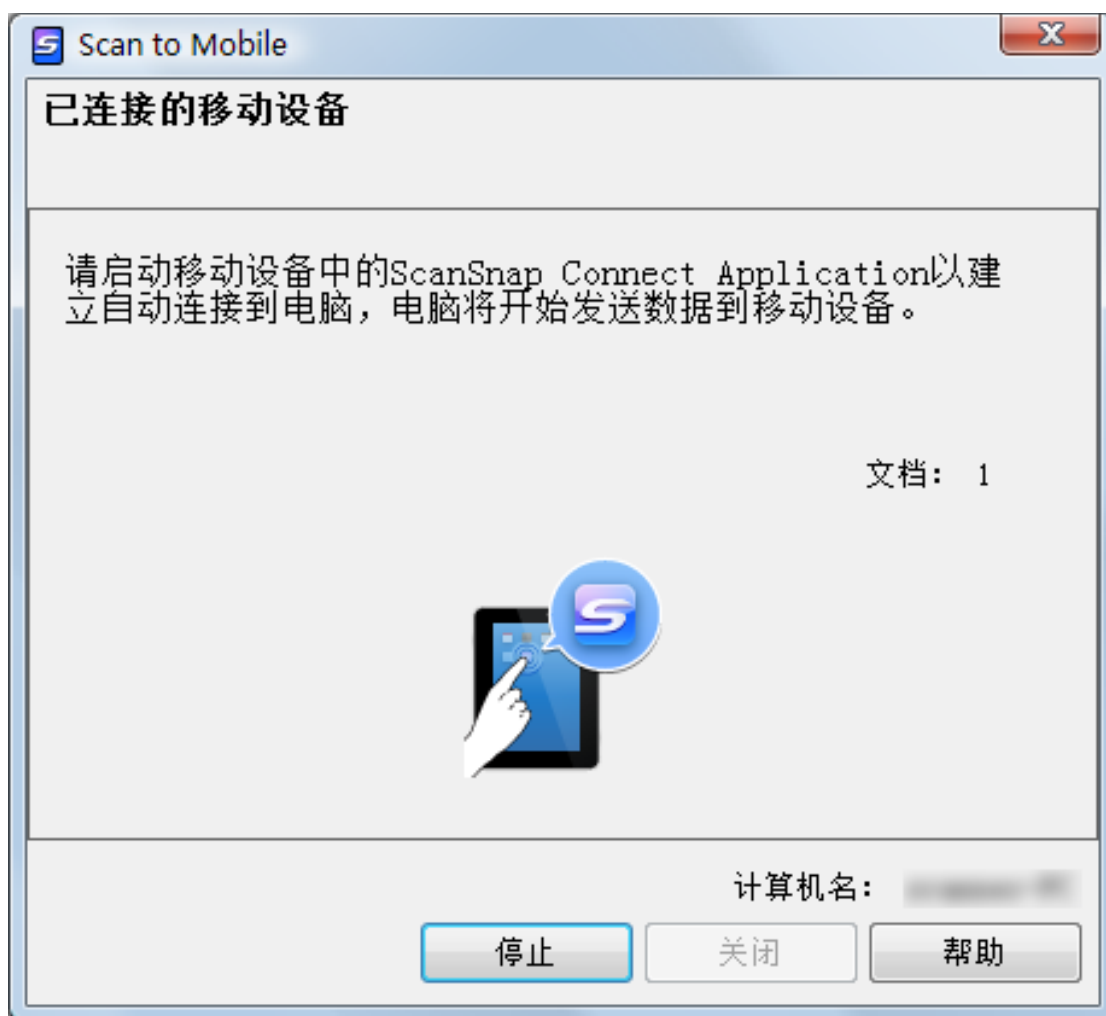 Scan to Mobile
已连接的移动设备
请启动移动设备中的ScanSnap Connect Application以建
立自动连接到电脑，电脑将开始发送数据到移动设备。
文档： 1
计算机名：
停止
关闭
帮助